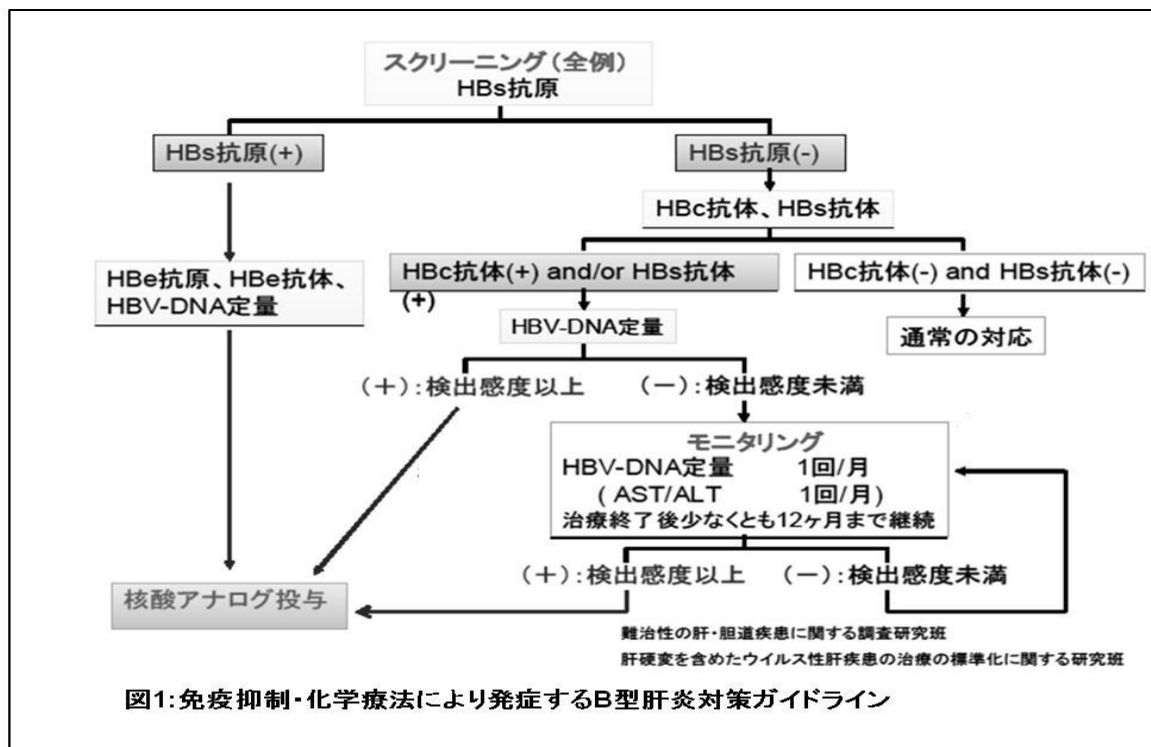 スクリーニング(全例)
HBs抗原
HBs抗原(+)
HBs抗原(-)
HBc抗体、HBs抗体
HBe抗原、HBe抗体、
HBV-DNA定量
HBc抗体(+) and/or HBs抗体
(+)
HBc抗体(-) and HBs抗体(-)
HBV-DNA定量
通常の対応
(+):検出感度以上
(-):検出感度未満
モニタリング
HBV-DNA定量 1回/月
(AST/ALT 1回/月)
治療終了後少なくとも12ヶ月まで継続
(+):検出感度以上
(-):検出感度未満
核酸アナログ投与
難治性の肝・胆道疾患に関する調査研究班
肝硬変を含めたウイルス性肝疾患の治療の標準化に関する研究班
図1:免疫抑制・化学療法により発症するB型肝炎対策ガイドライン